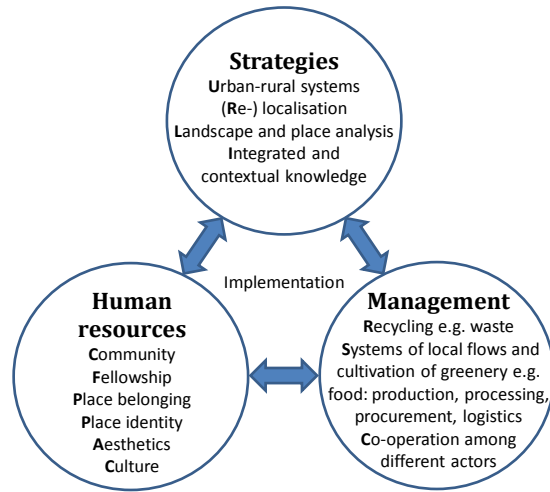 Strategies
Urban-rural systems
(Re-) localisation
Landscape and place analysis
Integrated and
contextual knowledge
Implementation
Human
resources
Community
Fellowship
Place belonging
Place identity
Aesthetics
Culture
Management
Recycling e.g. waste
Systems of local flows and
cultivation of greenery e.g.
food: production, processing,
procurement, logistics
Co-operation among
different actors